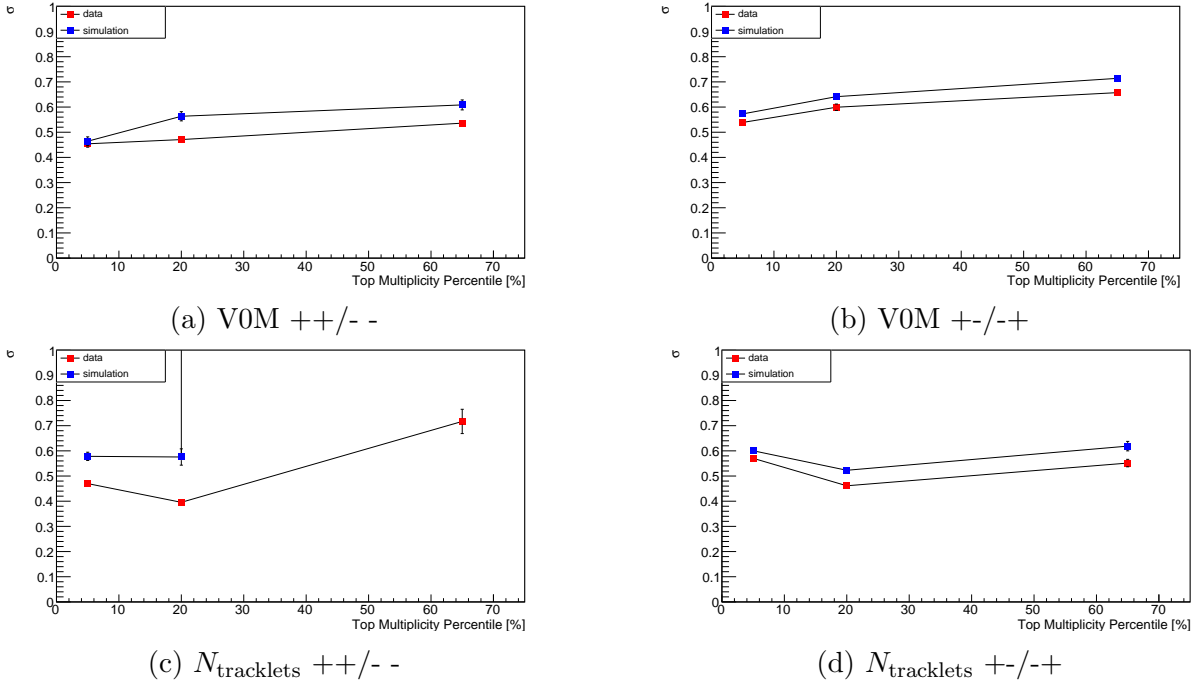 σ
1
0.9
0.8
0.7
0.6
0.5
0.4
0.3
0.2
0.1
0
data
simulation
0 10 20 30 40 50 60 70
Top Multiplicity Percentile [%]
(a) V0M ++/- -
σ
1
0.9
0.8
0.7
0.6
0.5
0.4
0.3
0.2
0.1
0
data
simulation
0 10 20 30 40 50 60 70
Top Multiplicity Percentile [%]
(b) V0M +-/-+
σ
1
0.9
0.8
0.7
0.6
0.5
0.4
0.3
0.2
0.1
0
data
simulation
0 10 20 30 40 50 60 70
Top Multiplicity Percentile [%]
(c) Ntracklets ++/- -
σ
1
0.9
0.8
0.7
0.6
0.5
0.4
0.3
0.2
0.1
0
data
simulation
0 10 20 30 40 50 60 70
Top Multiplicity Percentile [%]
(d) Ntracklets +-/-+